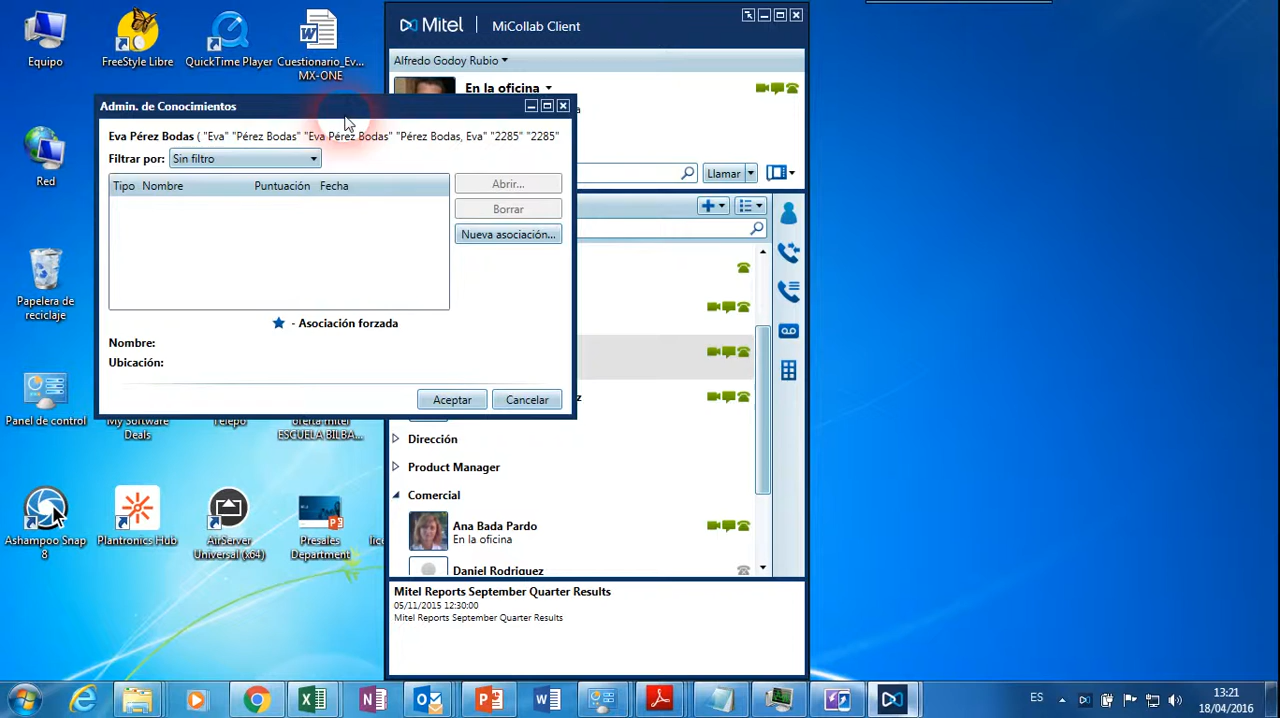 Equipo
FreeStyle Libre
QuickTime Player
Cuestionario_Ev...
MX-ONE
Red
Papelera de
reciclaje
Panel de control
My Software
Deals
Telepo
oferta mitel
ESCUELA BILBA...
Ashampoo Snap
8
Plantronics Hub
AirServer
Universal (x64)
Presales
Department
Mitel
MiCollab Client
Alfredo Godoy Rubio
En la oficina
Llamar
Admin. de Conocimientos
Eva Pérez Bodas ( "Eva" "Pérez Bodas" "Eva Pérez Bodas" "Pérez Bodas, Eva" "2285" "2285"
Filtrar por: Sin filtro
Tipo Nombre Puntuación Fecha
Abrir...
Borrar
Nueva asociación...
- Asociación forzada
Nombre:
Ubicación:
Aceptar Cancelar
Dirección
Product Manager
Comercial
Ana Bada Pardo
En la oficina
Daniel Rodriguez
Mitel Reports September Quarter Results
05/11/2015 12:30:00
Mitel Reports September Quarter Results
ES
13:21
18/04/2016